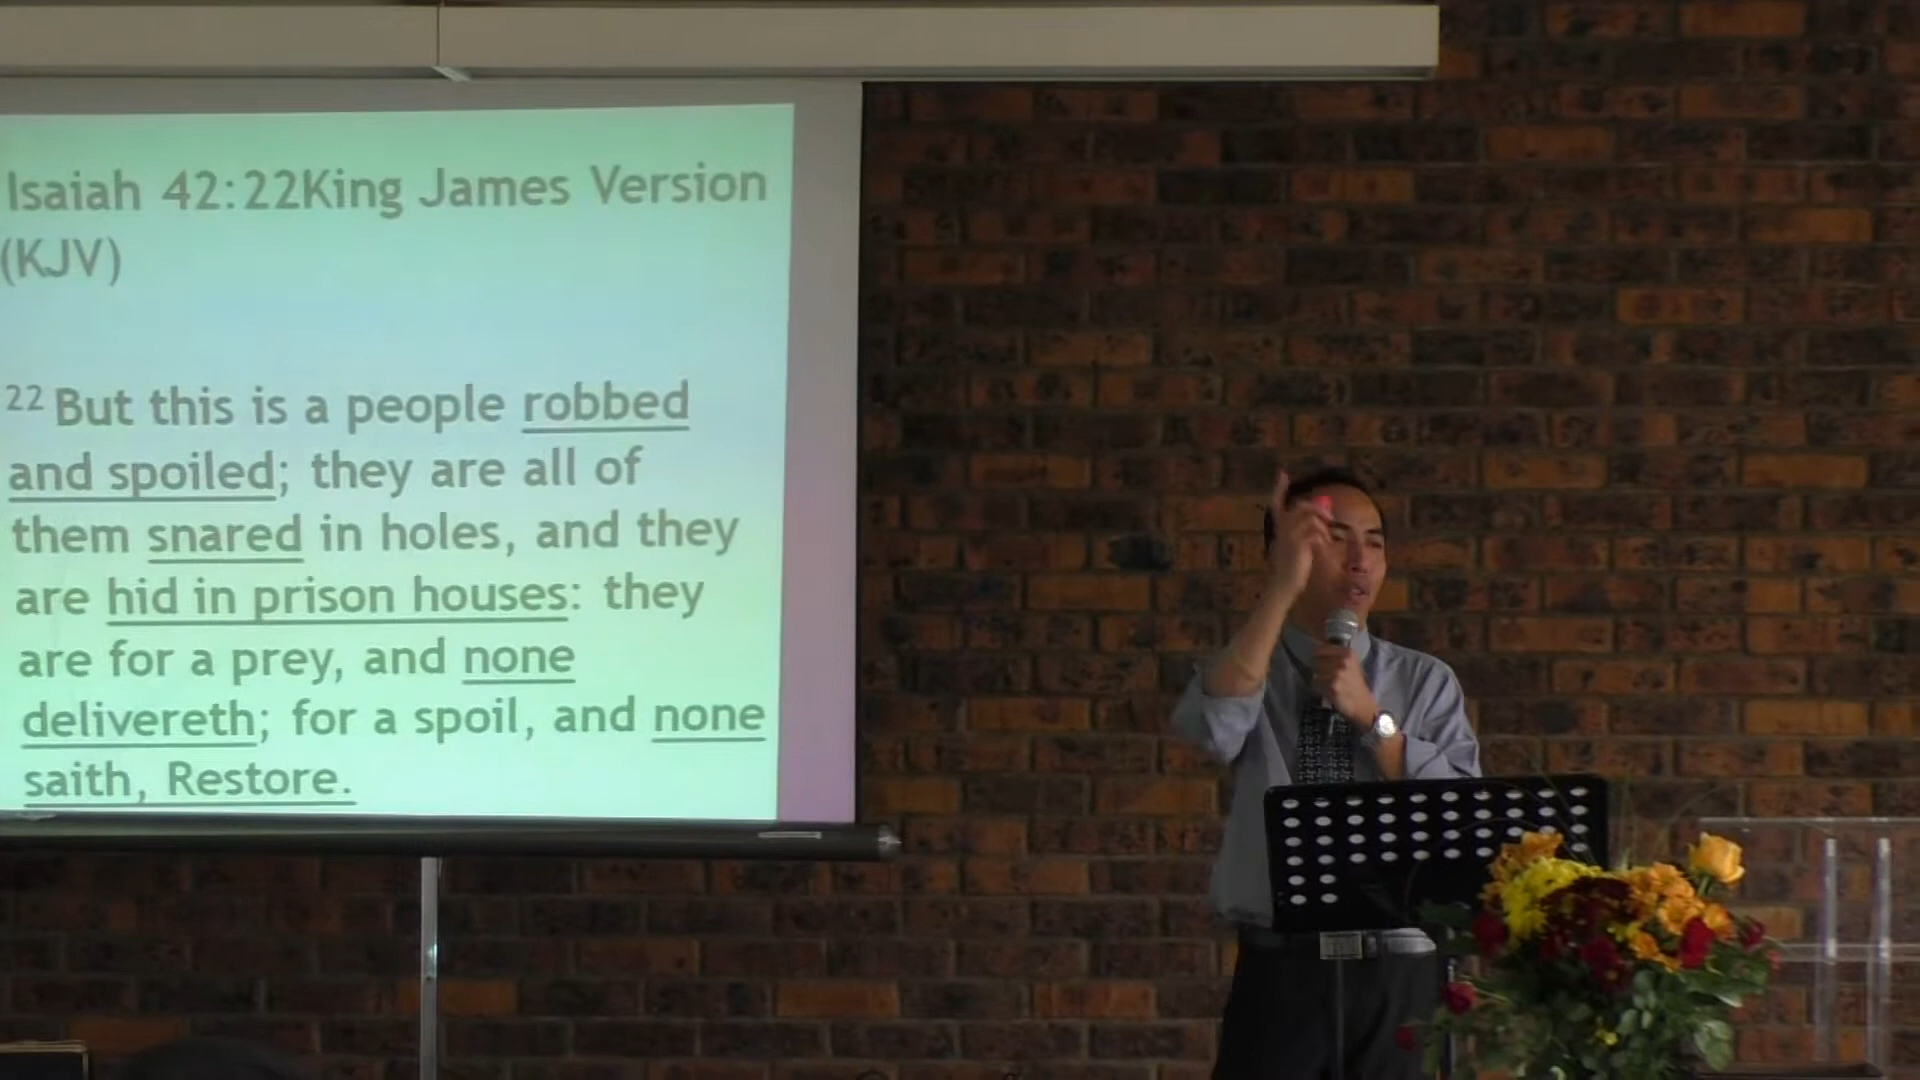 Isaiah 42:22King James Version
(KJV)
22 But this is a people robbed
and spoiled; they are all of
them snared in holes, and they
are hid in prison houses: they
are for a prey, and none
delivereth; for a spoil, and none
saith, Restore.